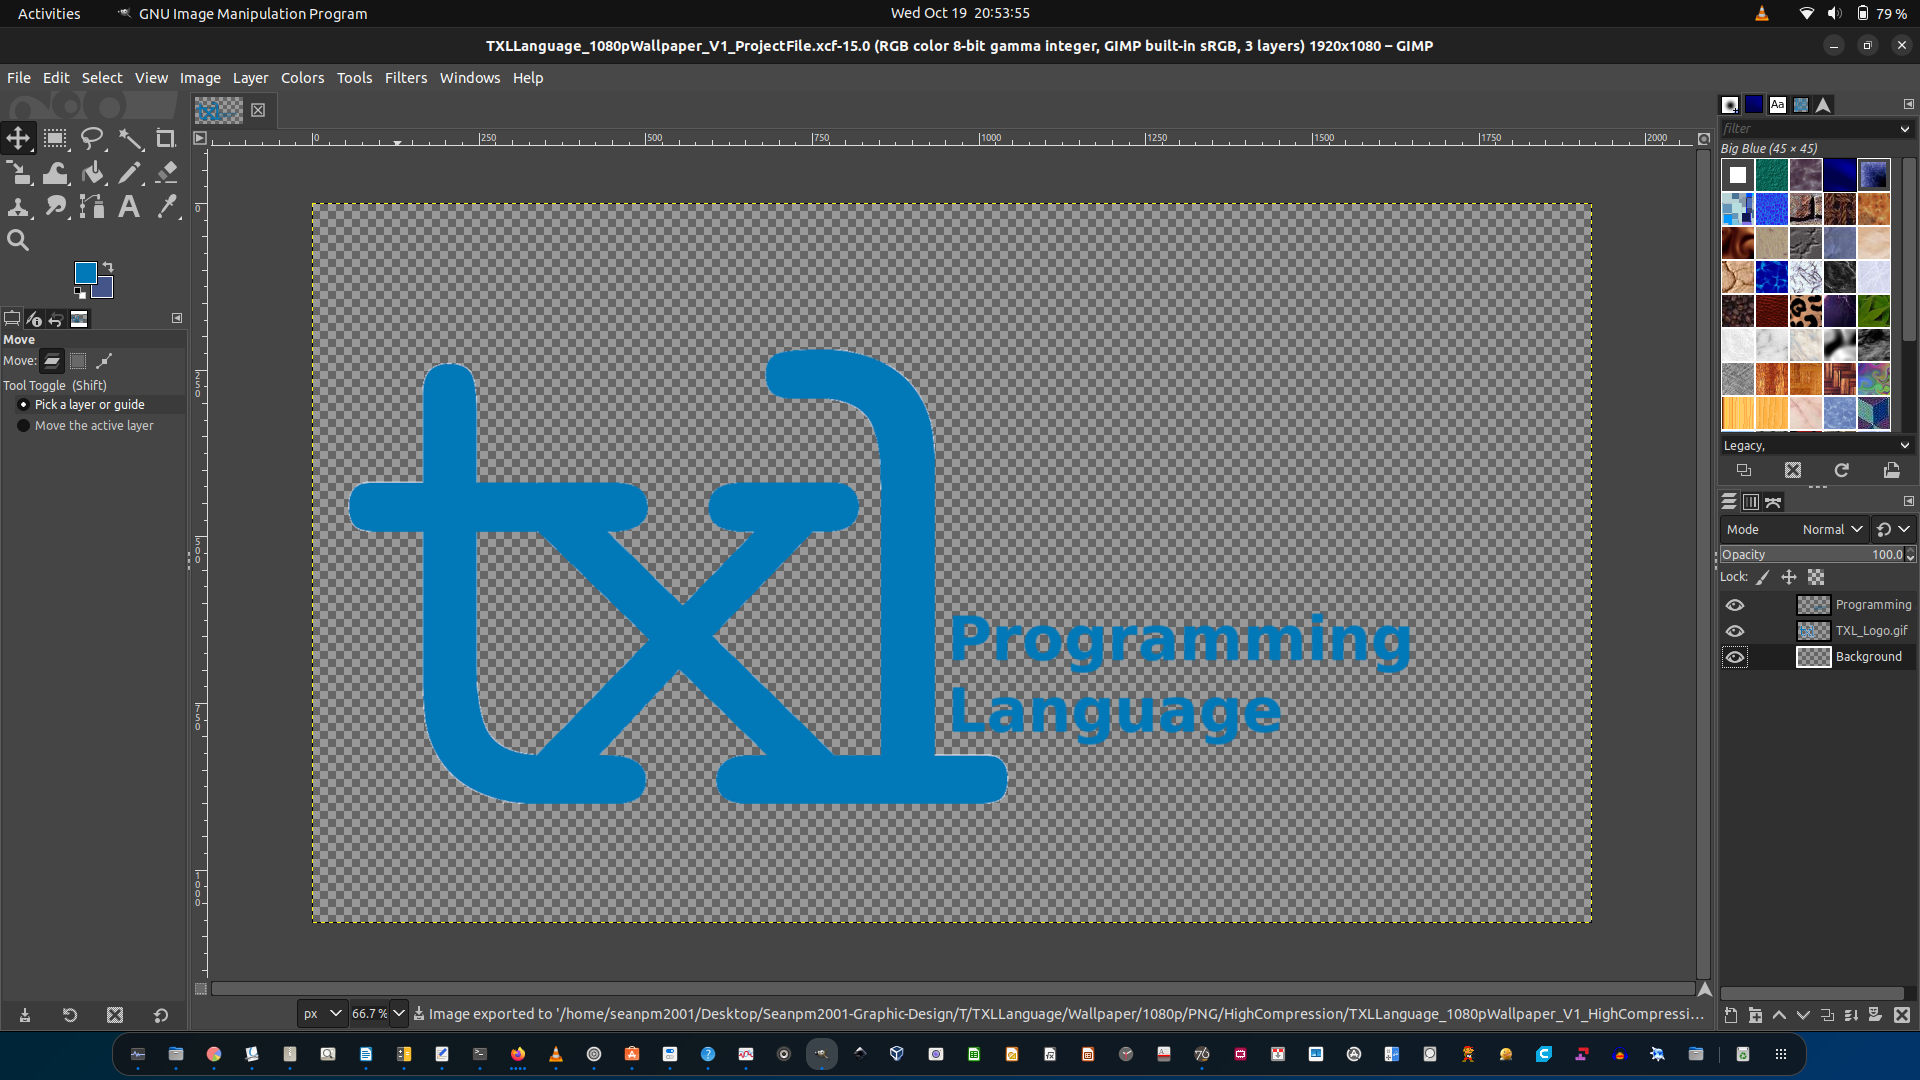 Activities
GNU Image Manipulation Program
Wed Oct 19 20:53:55
79 %
TXLLanguage_1080pWallpaper_V1_ProjectFile.xcf-15.0 (RGB color 8-bit gamma integer, GIMP built-in sRGB, 3 layers) 1920x1080 – GIMP
File Edit Select View Image Layer Colors Tools Filters Windows Help
0 250 500 750 1000 1250 1500 1750 2000
0
250
500
750
1000
Move
Move:
Tool Toggle (Shift)
Pick a layer or guide
Move the active layer
txl
Programming
Language
filter
Big Blue (45 × 45)
Legacy,
Mode Normal
Opacity 100.0
Lock:
Programming
TXL_Logo.gif
Background
px 66.7 % Image exported to '/home/seanpm2001/Desktop/Seanpm2001-Graphic-Design/T/TXLLanguage/Wallpaper/1080p/PNG/HighCompression/TXLLanguage_1080pWallpaper_V1_HighCompressi…